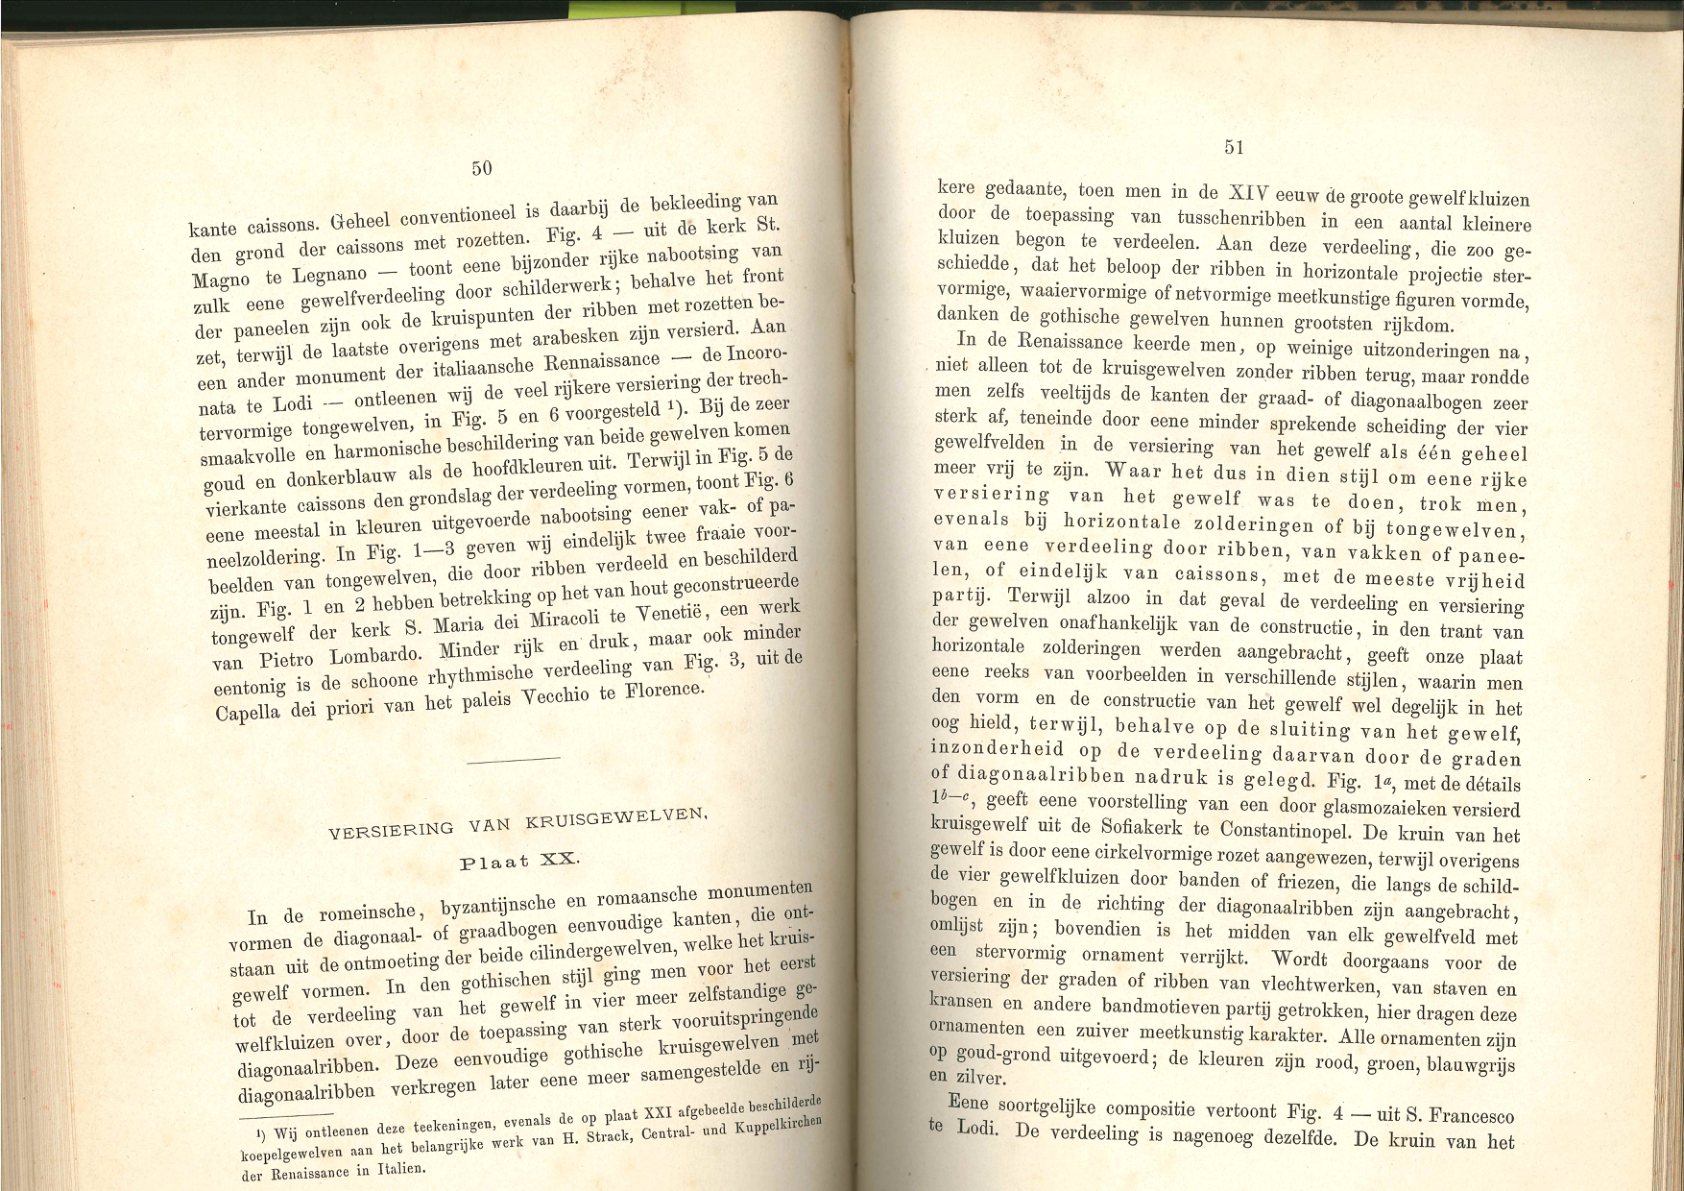 50
kante caissons. Geheel conventioneel is daarbij de bekleeding van
den grond der caissons met rozetten. Fig. 4 — uit de kerk St.
Magno te Legnano — toont eene bijzonder rijke nabootsing van
zulk eene gewelfverdeeling door schilderwerk; behalve het front
der paneelen zijn ook de kruispunten der ribben met rozetten be-
zet, terwijl de laatste overigens met arabesken zijn versierd. Aan
een ander monument der italiaansche Rennaissance — de Incoro-
nata te Lodi — ontleenen wij de veel rijkere versiering der trech-
tervormige tongewelven, in Fig. 5 en 6 voorgesteld ¹). Bij de zeer
smaakvolle en harmonische beschildering van beide gewelven komen
goud en donkerblauw als de hoofdkleuren uit. Terwijl in Fig. 5 de
vierkante caissons den grondslag der verdeeling vormen, toont Fig. 6
eene meestal in kleuren uitgevoerde nabootsing eener vak- of pa-
neelzoldering. In Fig. 1—3 geven wij eindelijk twee fraaie voor-
beelden van tongewelven, die door ribben verdeeld en beschilderd
zijn. Fig. 1 en 2 hebben betrekking op het van hout geconstrueerde
tongewelf der kerk S. Maria dei Miracoli te Venetië, een werk
van Pietro Lombardo. Minder rijk en druk, maar ook minder
eentonig is de schoone rhythmische verdeeling van Fig. 3, uit de
Capella dei priori van het paleis Vecchio te Florence.
VERSIERING VAN KRUISGEWELVEN.
Plaat XX.
In de romeinsche, byzantijnsche en romaansche monumenten
vormen de diagonaal- of graadbogen eenvoudige kanten, die ont-
staan uit de ontmoeting der beide cilindergewelven, welke het kruis-
gewelf vormen. In den gothischen stijl ging men voor het eerst
tot de verdeeling van het gewelf in vier meer zelfstandige ge-
welfkluizen over, door de toepassing van sterk vooruitspringende
diagonaalribben. Deze eenvoudige gothische kruisgewelven met
diagonaalribben verkregen later eene meer samengestelde en rij-
¹) Wij ontleenen deze teekeningen, evenals de op plaat XXI afgebeelde beschilderde
koepelgewelven aan het belangrijke werk van H. Strack, Central- und Kuppelkirchen
der Renaissance in Italien.
51
kere gedaante, toen men in de XIV eeuw de groote gewelfkluizen
door de toepassing van tusschenribben in een aantal kleinere
kluizen begon te verdeelen. Aan deze verdeeling, die zoo ge-
schiedde, dat het beloop der ribben in horizontale projectie ster-
vormige, waaiervormige of netvormige meetkunstige figuren vormde,
danken de gothische gewelven hunnen grootsten rijkdom.
In de Renaissance keerde men, op weinige uitzonderingen na,
niet alleen tot de kruisgewelven zonder ribben terug, maar rondde
men zelfs veeltijds de kanten der graad- of diagonaalbogen zeer
sterk af, teneinde door eene minder sprekende scheiding der vier
gewelfvelden in de versiering van het gewelf als één geheel
meer vrij te zijn. Waar het dus in dien stijl om eene rijke
versiering van het gewelf was te doen, trok men,
evenals bij horizontale zolderingen of bij tongewelven,
van eene verdeeling door ribben, van vakken of panee-
len, of eindelijk van caissons, met de meeste vrijheid
partij. Terwijl alzoo in dat geval de verdeeling en versiering
der gewelven onafhankelijk van de constructie, in den trant van
horizontale zolderingen werden aangebracht, geeft onze plaat
eene reeks van voorbeelden in verschillende stijlen, waarin men
den vorm en de constructie van het gewelf wel degelijk in het
oog hield, terwijl, behalve op de sluiting van het gewelf,
inzonderheid op de verdeeling daarvan door de graden
of diagonaalribben nadruk is gelegd. Fig. 1a, met de détails
1b—c, geeft eene voorstelling van een door glasmozaieken versierd
kruisgewelf uit de Sofiakerk te Constantinopel. De kruin van het
gewelf is door eene cirkelvormige rozet aangewezen, terwijl overigens
de vier gewelfkluizen door banden of friezen, die langs de schild-
bogen en in de richting der diagonaalribben zijn aangebracht,
omlijst zijn; bovendien is het midden van elk gewelfveld met
een stervormig ornament verrijkt. Wordt doorgaans voor de
versiering der graden of ribben van vlechtwerken, van staven en
kransen en andere bandmotieven partij getrokken, hier dragen deze
ornamenten een zuiver meetkunstig karakter. Alle ornamenten zijn
op goud-grond uitgevoerd; de kleuren zijn rood, groen, blauwgrijs
en zilver.
Eene soortgelijke compositie vertoont Fig. 4 — uit S. Francesco
te Lodi. De verdeeling is nagenoeg dezelfde. De kruin van het